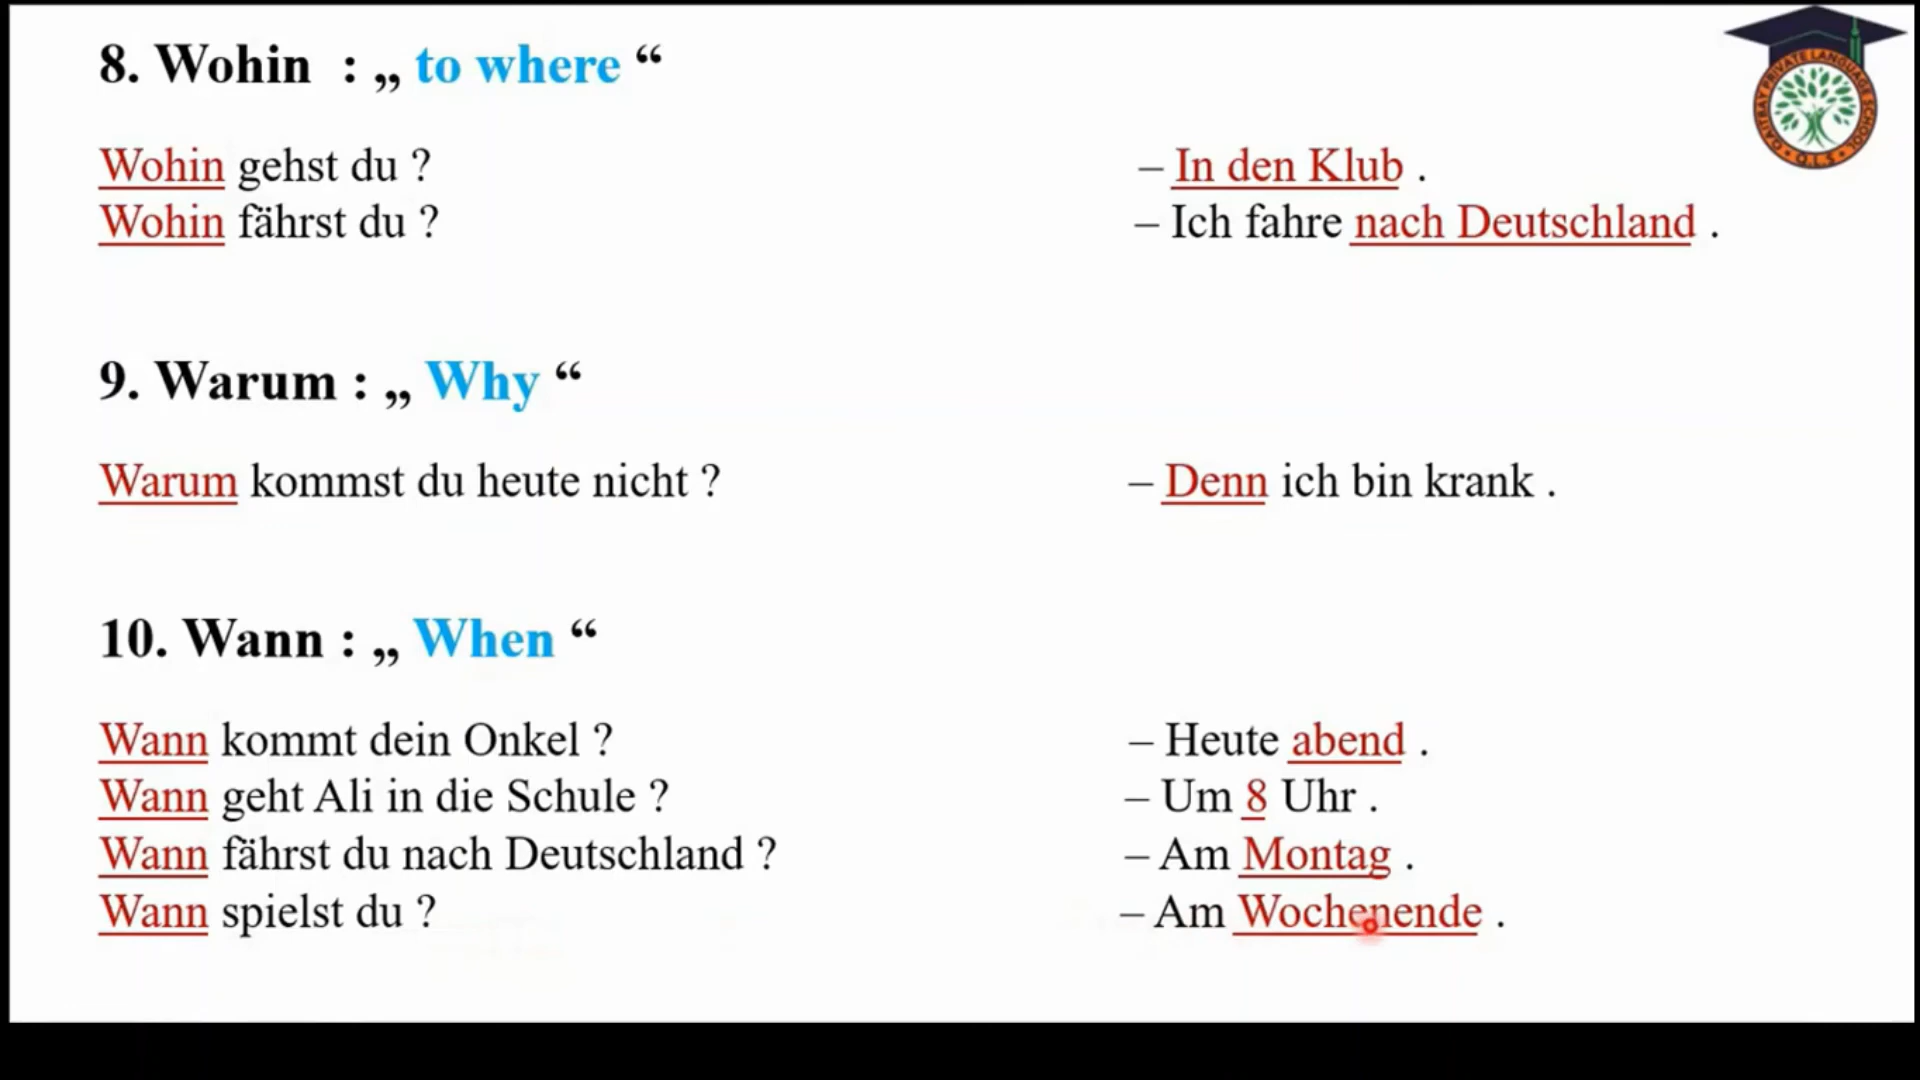 8. Wohin : „ to where “
Wohin gehst du ? – In den Klub .
Wohin fährst du ? – Ich fahre nach Deutschland .
9. Warum : „ Why “
Warum kommst du heute nicht ? – Denn ich bin krank .
10. Wann : „ When “
Wann kommt dein Onkel ? – Heute abend .
Wann geht Ali in die Schule ? – Um 8 Uhr .
Wann fährst du nach Deutschland ? – Am Montag .
Wann spielst du ? – Am Wochenende .
PRIVATE LANGUAGE SCHOOL